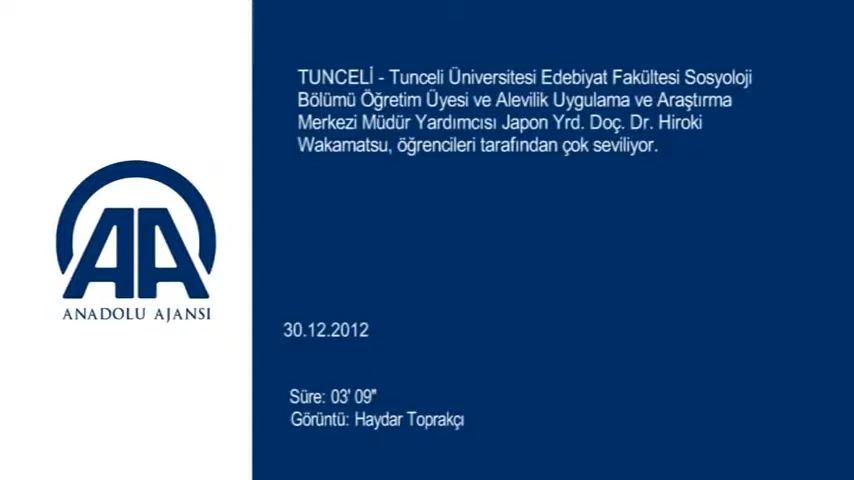 TUNCELİ - Tunceli Üniversitesi Edebiyat Fakültesi Sosyoloji
Bölümü Öğretim Üyesi ve Alevilik Uygulama ve Araştırma
Merkezi Müdür Yardımcısı Japon Yrd. Doç. Dr. Hiroki
Wakamatsu, öğrencileri tarafından çok seviliyor.
AA
ANADOLU AJANSI
30.12.2012
Süre: 03' 09"
Görüntü: Haydar Toprakçı